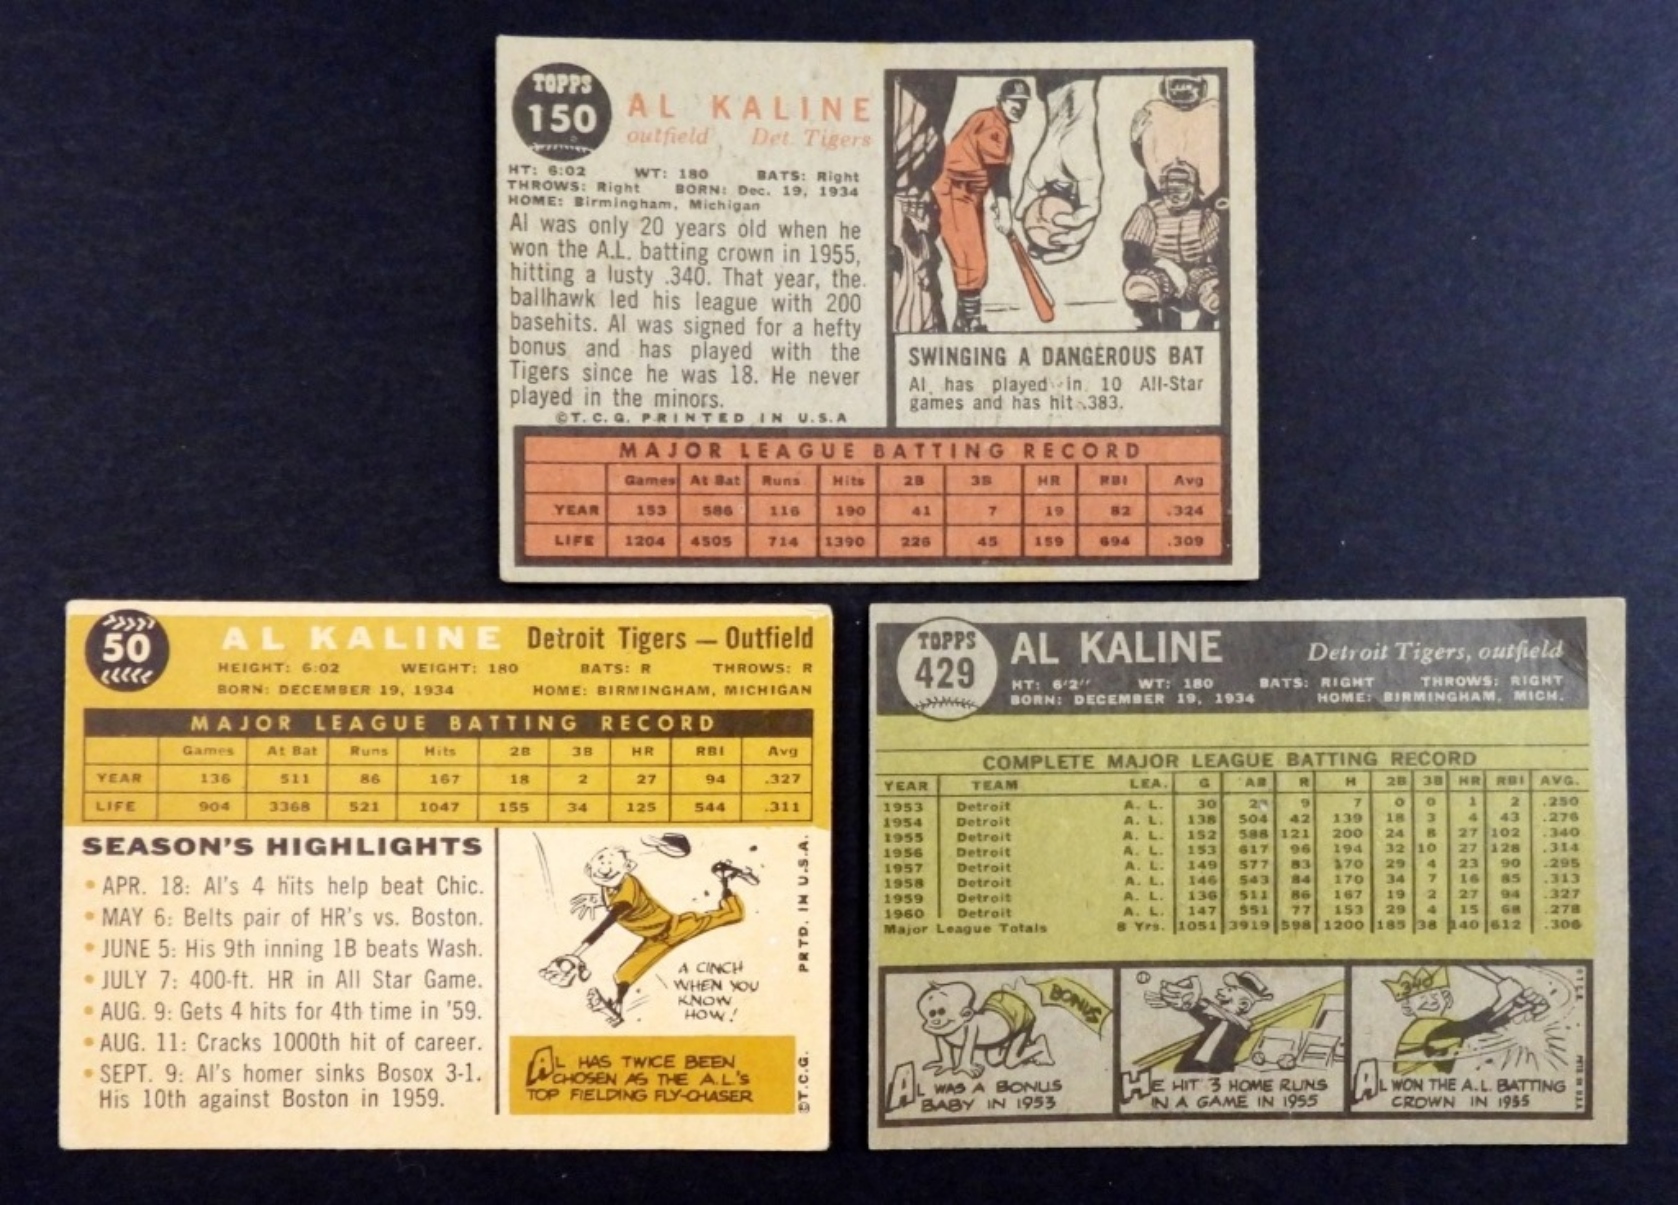 TOPPS
150
AL KALINE
outfield Det. Tigers
HT: 6:02 WT: 180 BATS: Right
THROWS: Right BORN: Dec. 19, 1934
HOME: Birmingham, Michigan
Al was only 20 years old when he
won the A.L. batting crown in 1955,
hitting a lusty .340. That year, the
ballhawk led his league with 200
basehits. Al was signed for a hefty
bonus and has played with the
Tigers since he was 18. He never
played in the minors.
©T.C.G. PRINTED IN U.S.A
SWINGING A DANGEROUS BAT
Al has played in 10 All-Star
games and has hit .383.
MAJOR LEAGUE BATTING RECORD
Games At Bat Runs Hits 2B 3B HR RBI Avg
YEAR 153 586 116 190 41 7 19 82 .324
LIFE 1204 4505 714 1390 226 45 159 694 .309
50
AL KALINE Detroit Tigers — Outfield
HEIGHT: 6:02 WEIGHT: 180 BATS: R THROWS: R
BORN: DECEMBER 19, 1934 HOME: BIRMINGHAM, MICHIGAN
MAJOR LEAGUE BATTING RECORD
Games At Bat Runs Hits 2B 3B HR RBI Avg
YEAR 136 511 86 167 18 2 27 94 .327
LIFE 904 3368 521 1047 155 34 125 544 .311
SEASON'S HIGHLIGHTS
• APR. 18: Al's 4 hits help beat Chic.
• MAY 6: Belts pair of HR's vs. Boston.
• JUNE 5: His 9th inning 1B beats Wash.
• JULY 7: 400-ft. HR in All Star Game.
• AUG. 9: Gets 4 hits for 4th time in '59.
• AUG. 11: Cracks 1000th hit of career.
• SEPT. 9: Al's homer sinks Bosox 3-1.
His 10th against Boston in 1959.
A CINCH
WHEN YOU
KNOW
HOW!
AL HAS TWICE BEEN
CHOSEN AS THE A.L.'S
TOP FIELDING FLY-CHASER
©T.C.G. PRTD. IN U.S.A.
TOPPS
429
AL KALINE Detroit Tigers, outfield
HT: 6'2" WT: 180 BATS: RIGHT THROWS: RIGHT
BORN: DECEMBER 19, 1934 HOME: BIRMINGHAM, MICH.
COMPLETE MAJOR LEAGUE BATTING RECORD
YEAR TEAM LEA. G AB R H 2B 3B HR RBI AVG.
1953 Detroit A. L. 30 28 9 7 0 0 1 2 .250
1954 Detroit A. L. 138 504 42 139 18 3 4 43 .276
1955 Detroit A. L. 152 588 121 200 24 8 27 102 .340
1956 Detroit A. L. 153 617 96 194 32 10 27 128 .314
1957 Detroit A. L. 149 577 83 170 29 4 23 90 .295
1958 Detroit A. L. 146 543 84 170 34 7 16 85 .313
1959 Detroit A. L. 136 511 86 167 19 2 27 94 .327
1960 Detroit A. L. 147 551 77 153 29 4 15 68 .278
Major League Totals 8 Yrs. 1051 3919 598 1200 185 38 140 612 .306
BONUS
AL WAS A BONUS
BABY IN 1953
HE HIT 3 HOME RUNS
IN A GAME IN 1955
340
AL WON THE A.L. BATTING
CROWN IN 1955